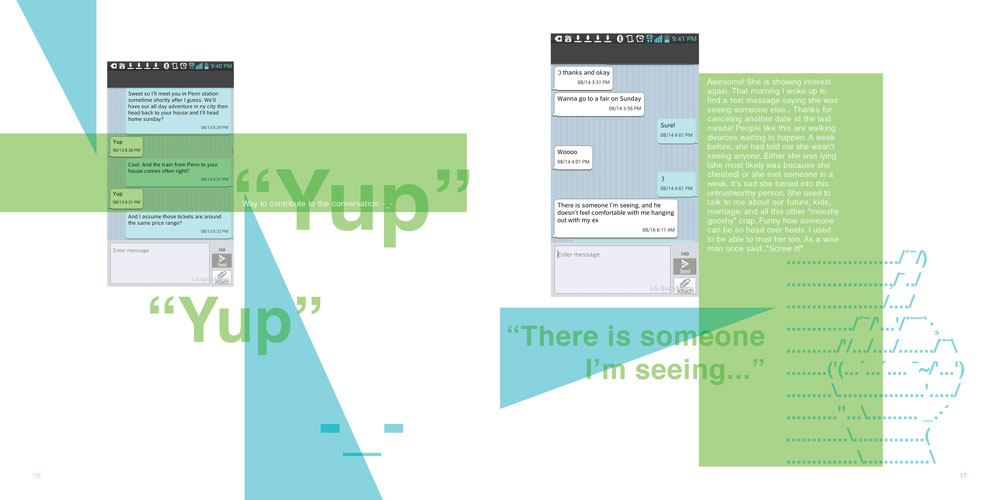 9:40 PM
Sweet so I'll meet you in Penn station
sometime shortly after I guess. We'll
have our all day adventure in ny city then
head back to your house and I'll head
home sunday?
08/13 8:29 PM
Yup
08/13 8:30 PM
Cool. And the train from Penn to your
house comes often right?
08/13 8:31 PM
Yup
08/13 8:31 PM
And I assume those tickets are around
the same price range?
08/13 8:32 PM
Enter message
160
Send
Attach
“Yup”
Way to contribute to the conversation. -_-
“Yup”
16
9:41 PM
:) thanks and okay
08/14 3:31 PM
Wanna go to a fair on Sunday
08/14 3:56 PM
Sure!
08/14 4:01 PM
Woooo
08/14 4:01 PM
:)
08/14 4:01 PM
There is someone I'm seeing, and he
doesn't feel comfortable with me hanging
out with my ex
08/16 6:11 AM
Enter message
160
Send
Attach
Awesome! She is showing interest
again. That morning I woke up to
find a text message saying she was
seeing someone else... Thanks for
canceling another date at the last
minute! People like this are walking
divorces waiting to happen. A week
before, she had told me she wasn't
seeing anyone. Either she was lying
(she most likely was because she
cheated) or she met someone in a
week. It's sad she turned into this
untrustworthy person. She used to
talk to me about our future, kids,
marriage, and all this other "mooshy
gooshy" crap. Funny how someone
can be so head over heels. I used
to be able to trust her too. As a wise
man once said..."Screw it!"
“There is someone
I’m seeing...”
17